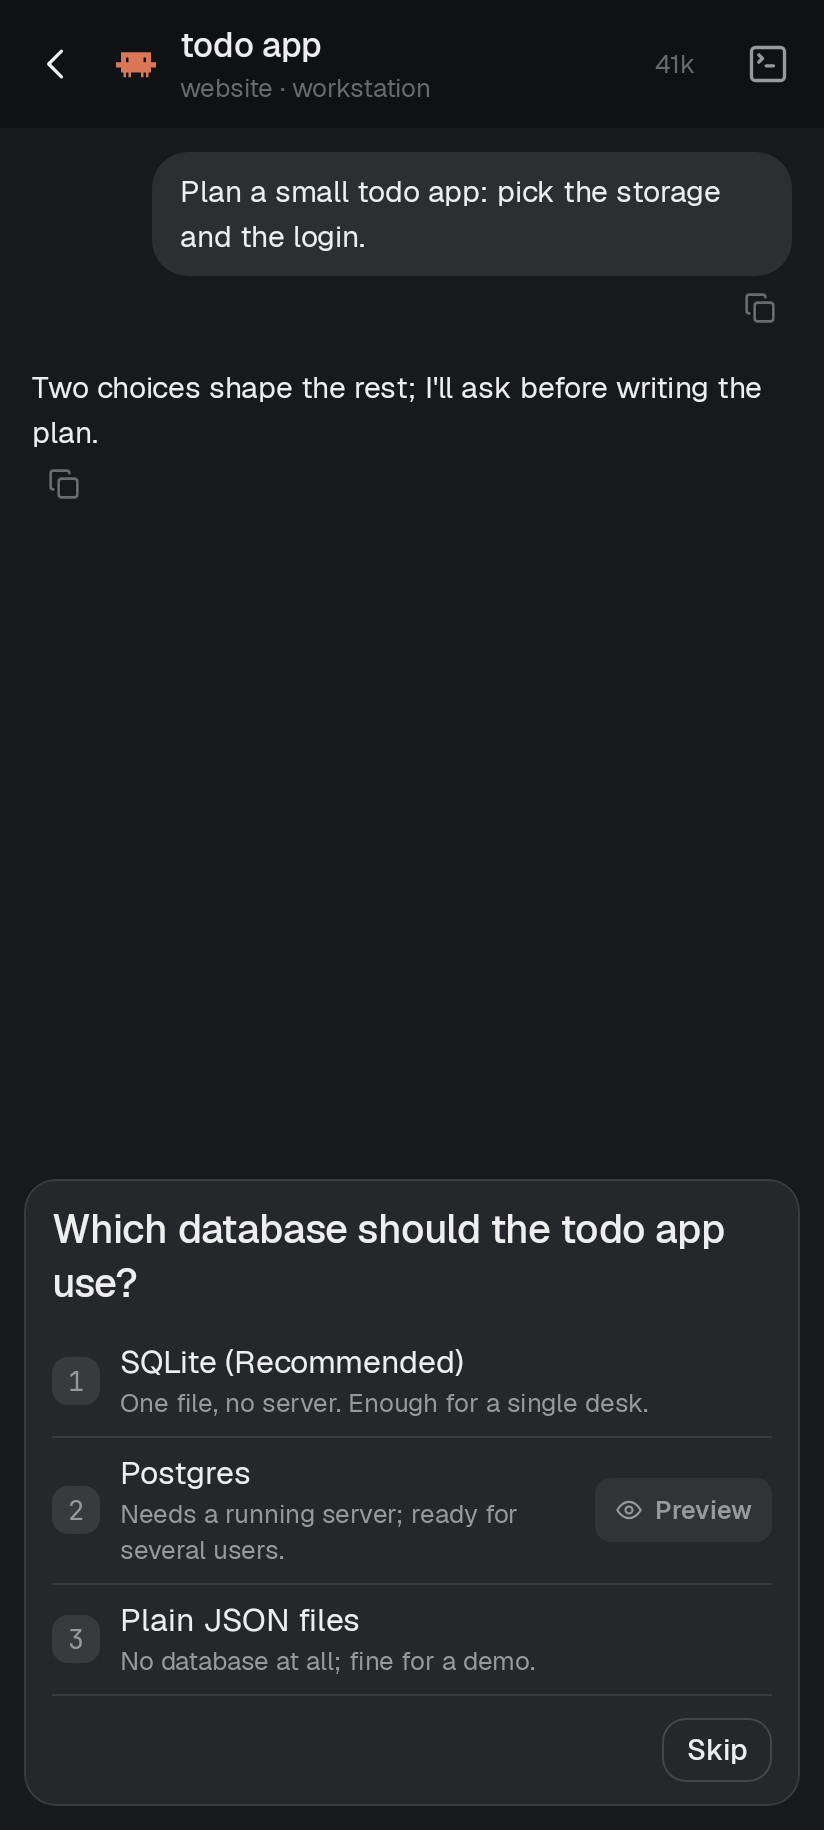 todo app
website · workstation
41k
Plan a small todo app: pick the storage
and the login.
Two choices shape the rest; I'll ask before writing the
plan.
Which database should the todo app
use?
1
SQLite (Recommended)
One file, no server. Enough for a single desk.
2
Postgres
Needs a running server; ready for
several users.
Preview
3
Plain JSON files
No database at all; fine for a demo.
Skip